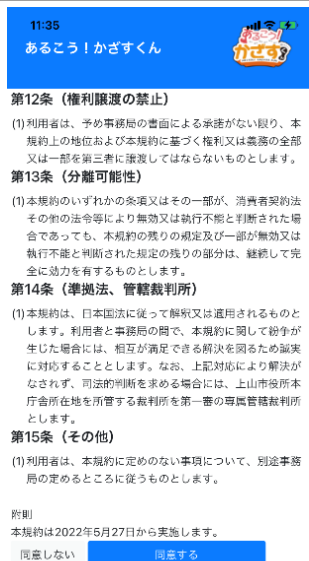 11:35
あるこう！かざすくん
あるこう！
かざすくん
第12条（権利譲渡の禁止）
(1)利用者は、予め事務局の書面による承諾がない限り、本
規約上の地位および本規約に基づく権利又は義務の全部
又は一部を第三者に譲渡してはならないものとします。
第13条（分離可能性）
(1)本規約のいずれかの条項又はその一部が、消費者契約法
その他の法令等により無効又は執行不能と判断された場
合であっても、本規約の残りの規定及び一部が無効又は
執行不能と判断された規定の残りの部分は、継続して完
全に効力を有するものとします。
第14条（準拠法、管轄裁判所）
(1)本規約は、日本国法に従って解釈又は適用されるものと
します。利用者と事務局の間で、本規約に関して紛争が
生じた場合には、相互が満足できる解決を図るため誠実
に対応することとします。なお、上記対応により解決が
なされず、司法的判断を求める場合には、上山市役所本
庁舎所在地を所管する裁判所を第一審の専属管轄裁判所
とします。
第15条（その他）
(1)利用者は、本規約に定めのない事項について、別途事務
局の定めるところに従うものとします。
附則
本規約は2022年5月27日から実施します。
同意しない
同意する